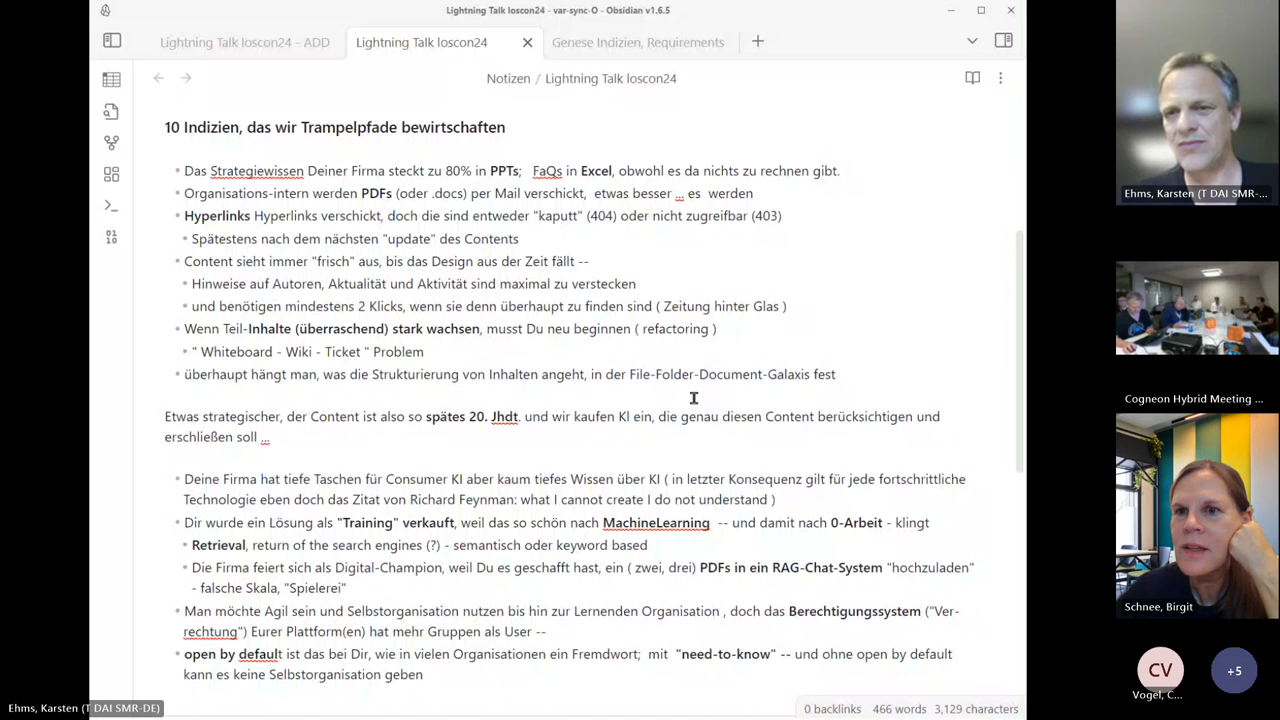 Lightning Talk loscon24 - var-sync-O - Obsidian v1.6.5
Lightning Talk loscon24 - ADD
Lightning Talk loscon24
Genese Indizien, Requirements
Notizen / Lightning Talk loscon24
10 Indizien, das wir Trampelpfade bewirtschaften
Das Strategiewissen Deiner Firma steckt zu 80% in PPTs; FaQs in Excel, obwohl es da nichts zu rechnen gibt.
Organisations-intern werden PDFs (oder .docs) per Mail verschickt, etwas besser ... es werden
Hyperlinks Hyperlinks verschickt, doch die sind entweder "kaputt" (404) oder nicht zugreifbar (403)
Spätestens nach dem nächsten "update" des Contents
Content sieht immer "frisch" aus, bis das Design aus der Zeit fällt --
Hinweise auf Autoren, Aktualität und Aktivität sind maximal zu verstecken
und benötigen mindestens 2 Klicks, wenn sie denn überhaupt zu finden sind ( Zeitung hinter Glas )
Wenn Teil-Inhalte (überraschend) stark wachsen, musst Du neu beginnen ( refactoring )
" Whiteboard - Wiki - Ticket " Problem
überhaupt hängt man, was die Strukturierung von Inhalten angeht, in der File-Folder-Document-Galaxis fest
Etwas strategischer, der Content ist also so spätes 20. Jhdt. und wir kaufen KI ein, die genau diesen Content berücksichtigen und
erschließen soll ...
Deine Firma hat tiefe Taschen für Consumer KI aber kaum tiefes Wissen über KI ( in letzter Konsequenz gilt für jede fortschrittliche
Technologie eben doch das Zitat von Richard Feynman: what I cannot create I do not understand )
Dir wurde ein Lösung als "Training" verkauft, weil das so schön nach MachineLearning -- und damit nach 0-Arbeit - klingt
Retrieval, return of the search engines (?) - semantisch oder keyword based
Die Firma feiert sich als Digital-Champion, weil Du es geschafft hast, ein ( zwei, drei) PDFs in ein RAG-Chat-System "hochzuladen"
- falsche Skala, "Spielerei"
Man möchte Agil sein und Selbstorganisation nutzen bis hin zur Lernenden Organisation , doch das Berechtigungssystem ("Ver-
rechtung") Eurer Plattform(en) hat mehr Gruppen als User --
open by default ist das bei Dir, wie in vielen Organisationen ein Fremdwort; mit "need-to-know" -- und ohne open by default
kann es keine Selbstorganisation geben
0 backlinks 466 words 3,129 characters
Ehms, Karsten (T DAI SMR-DE)
Ehms, Karsten (T DAI SMR-...
Cogneon Hybrid Meeting ...
Schnee, Birgit
CV
+5
Vogel, C...